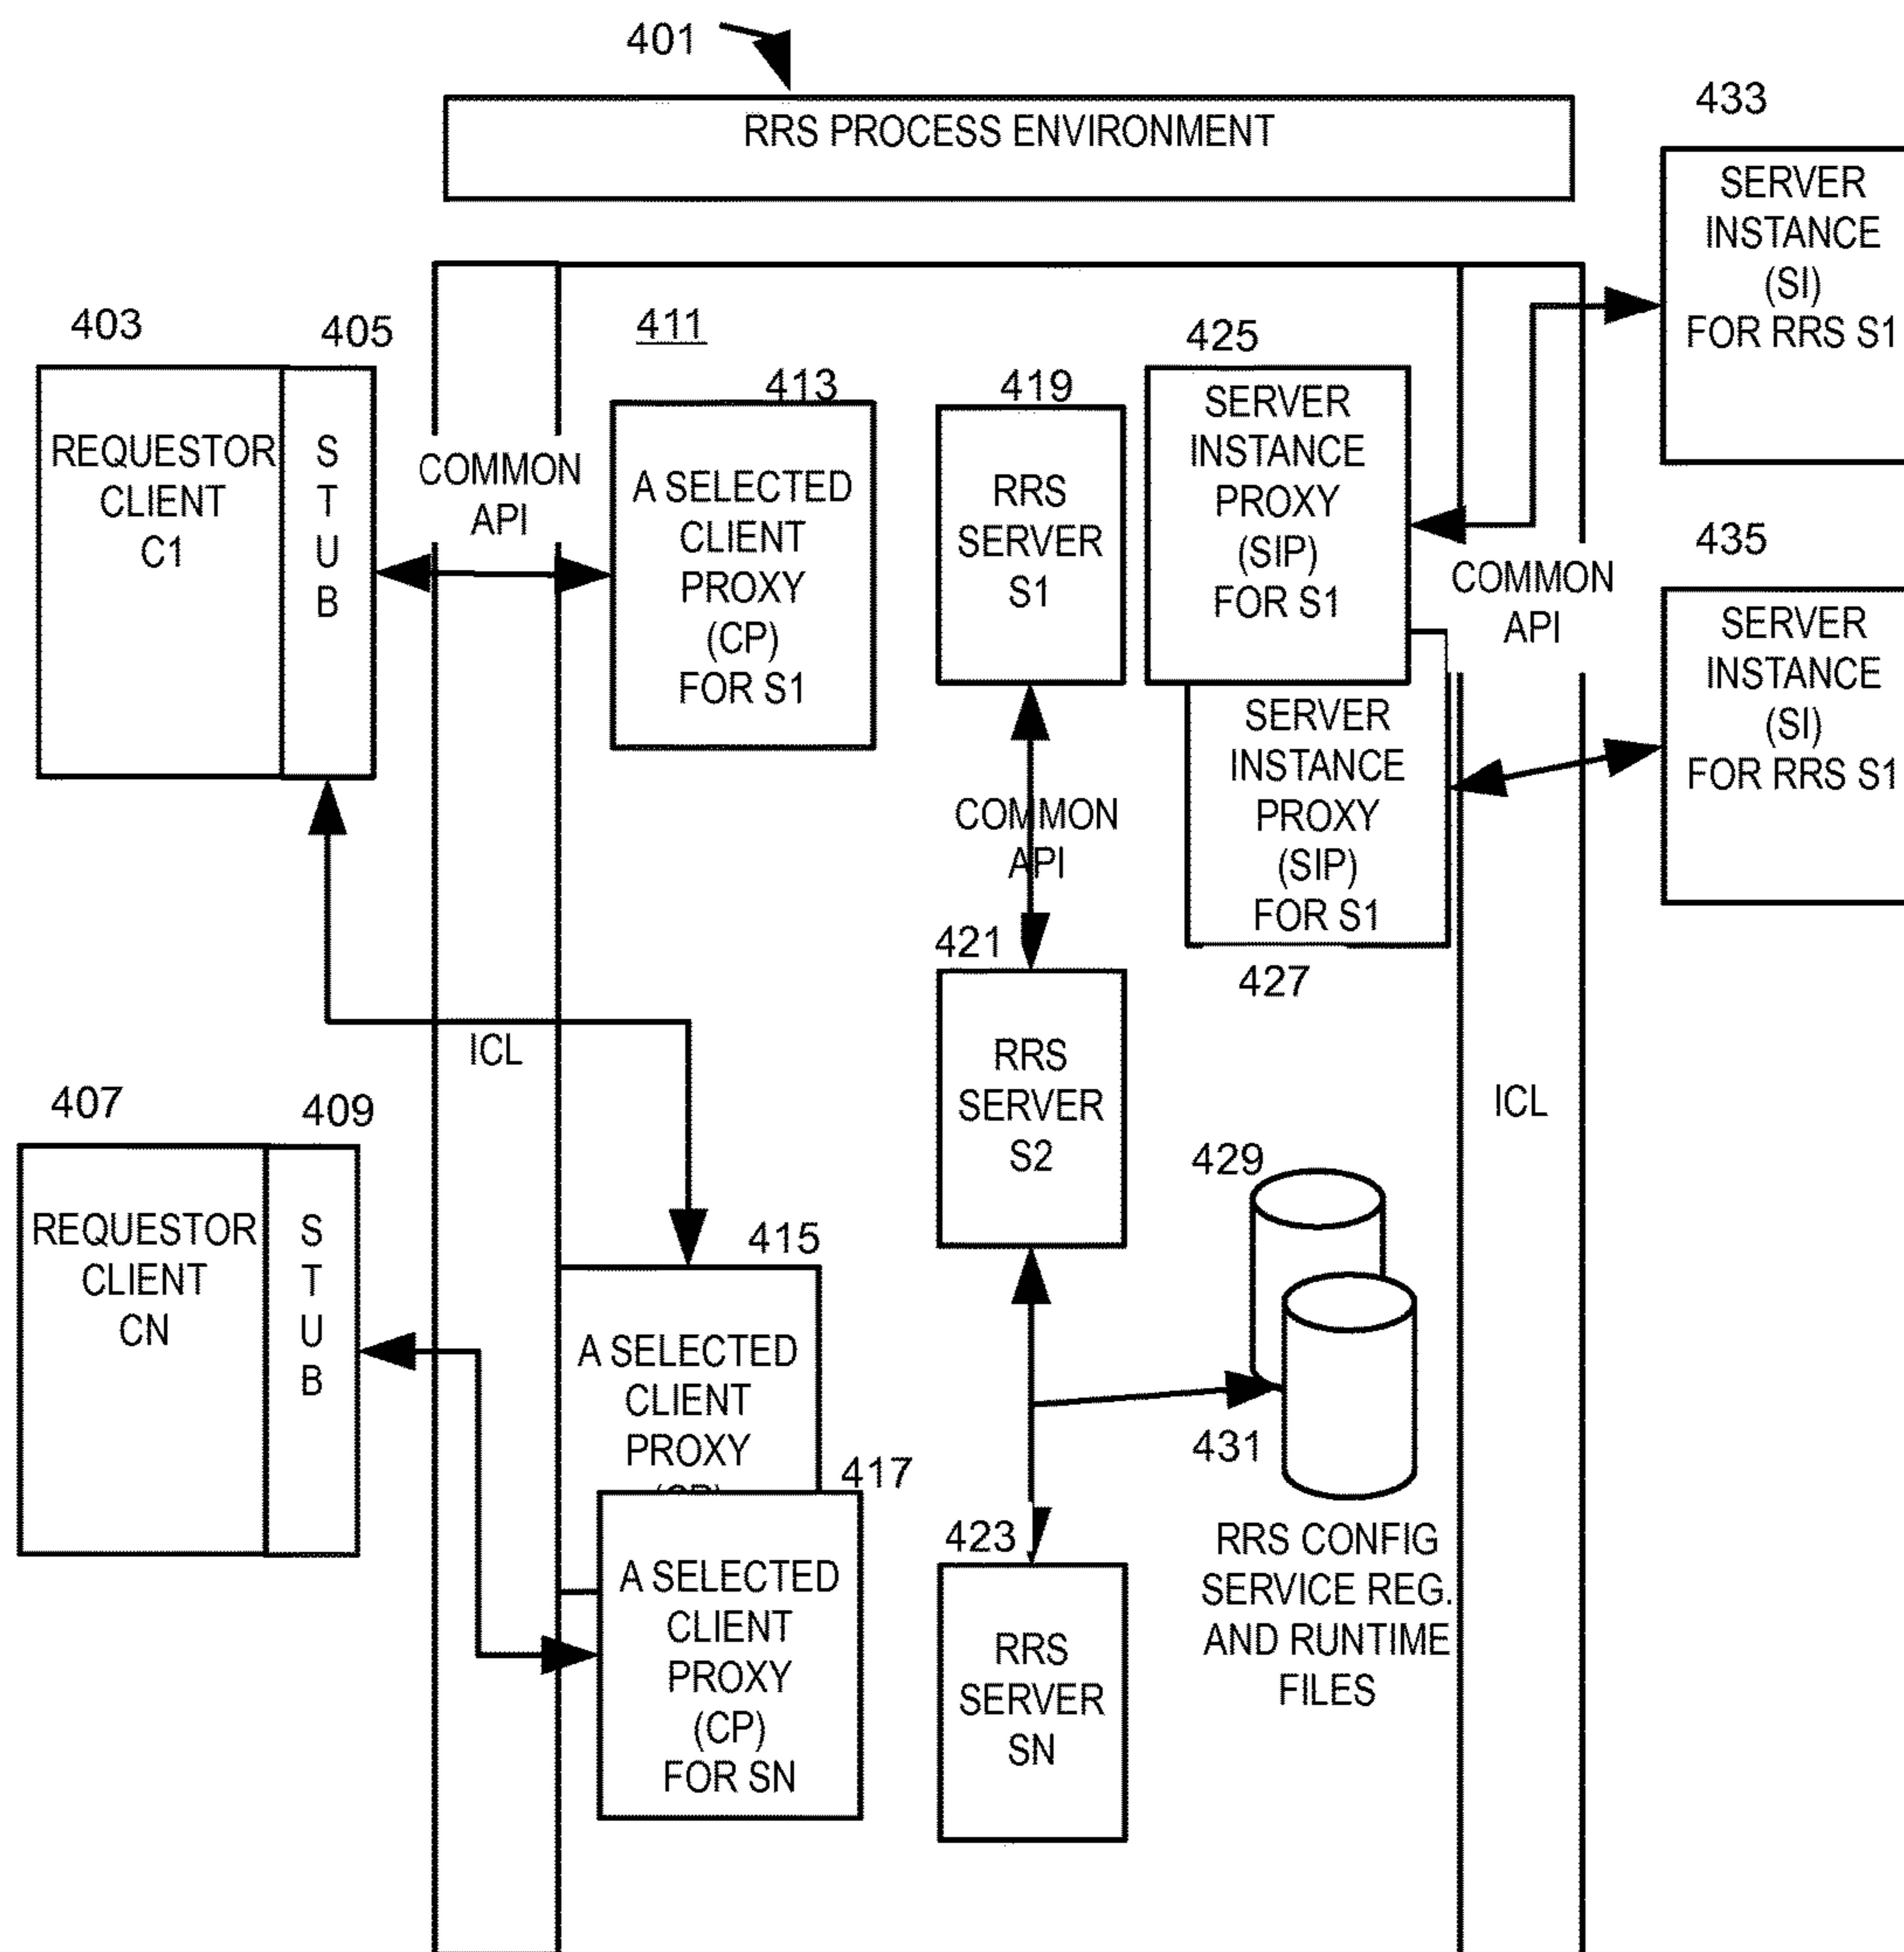 401
RRS PROCESS ENVIRONMENT
433
SERVER
INSTANCE
(SI)
FOR RRS S1
403
405
REQUESTOR
CLIENT
C1
S
T
U
B
COMMON
API
411
413
A SELECTED
CLIENT
PROXY
(CP)
FOR S1
419
RRS
SERVER
S1
425
SERVER
INSTANCE
PROXY
(SIP)
FOR S1
COMMON
API
435
SERVER
INSTANCE
(SI)
FOR RRS S1
SERVER
INSTANCE
PROXY
(SIP)
FOR S1
427
COMMON
API
421
RRS
SERVER
S2
ICL
ICL
407
409
REQUESTOR
CLIENT
CN
S
T
U
B
415
A SELECTED
CLIENT
PROXY
417
A SELECTED
CLIENT
PROXY
(CP)
FOR SN
423
RRS
SERVER
SN
429
431
RRS CONFIG
SERVICE REG.
AND RUNTIME
FILES